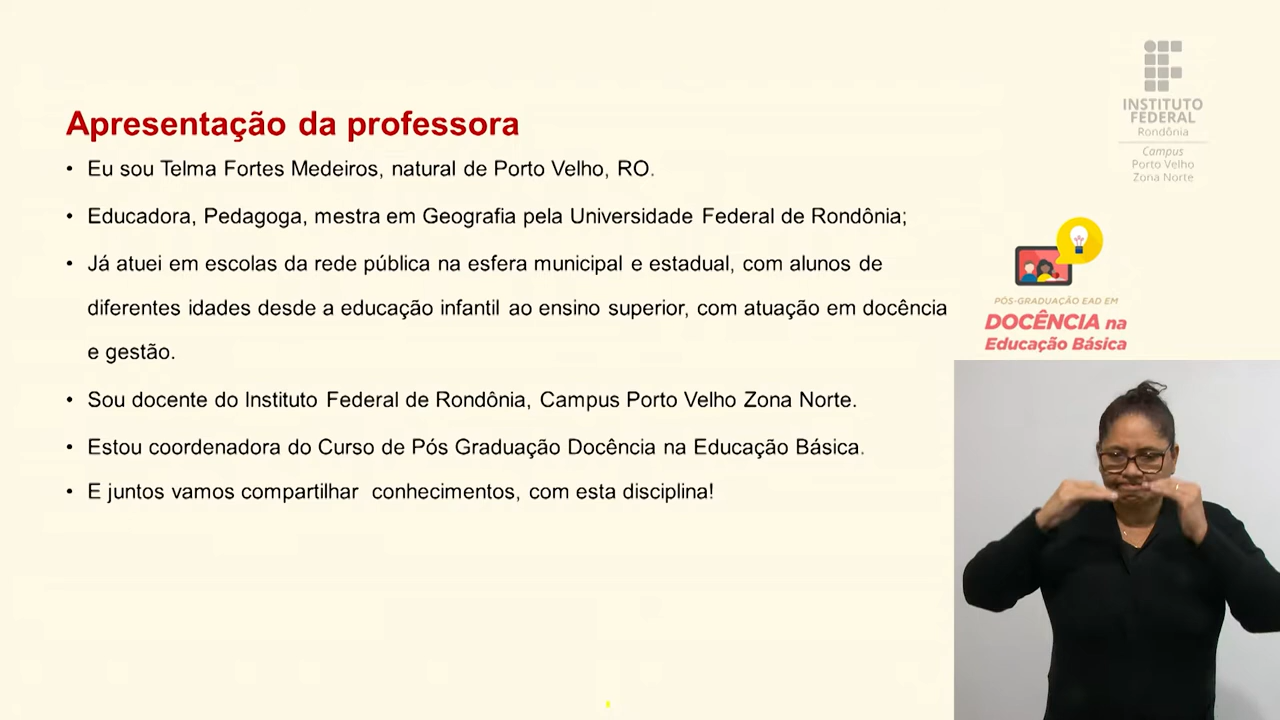 Apresentação da professora
• Eu sou Telma Fortes Medeiros, natural de Porto Velho, RO.
• Educadora, Pedagoga, mestra em Geografia pela Universidade Federal de Rondônia;
• Já atuei em escolas da rede pública na esfera municipal e estadual, com alunos de
diferentes idades desde a educação infantil ao ensino superior, com atuação em docência
e gestão.
• Sou docente do Instituto Federal de Rondônia, Campus Porto Velho Zona Norte.
• Estou coordenadora do Curso de Pós Graduação Docência na Educação Básica.
• E juntos vamos compartilhar conhecimentos, com esta disciplina!
INSTITUTO
FEDERAL
Rondônia
Campus
Porto Velho
Zona Norte
PÓS-GRADUAÇÃO EAD EM
DOCÊNCIA na
Educação Básica